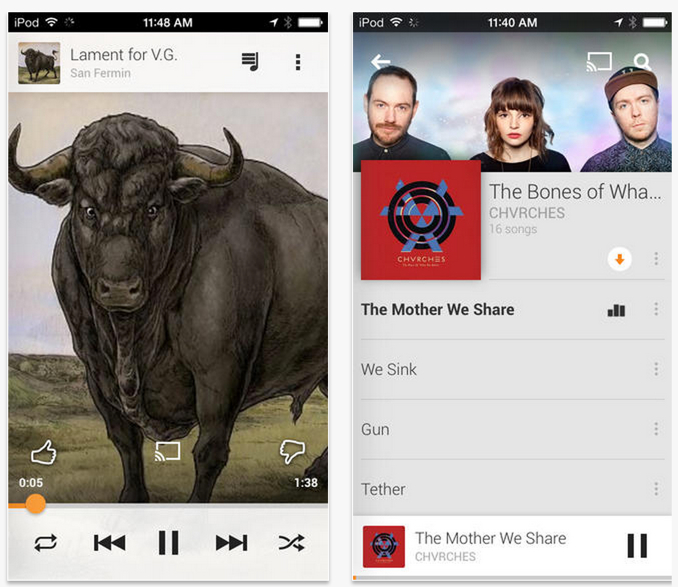 iPod 11:48 AM
Lament for V.G.
San Fermin
0:05 1:38
iPod 11:40 AM
The Bones of Wha...
CHVRCHES
16 songs
CHVRCHES
The Mother We Share
We Sink
Gun
Tether
The Mother We Share
CHVRCHES